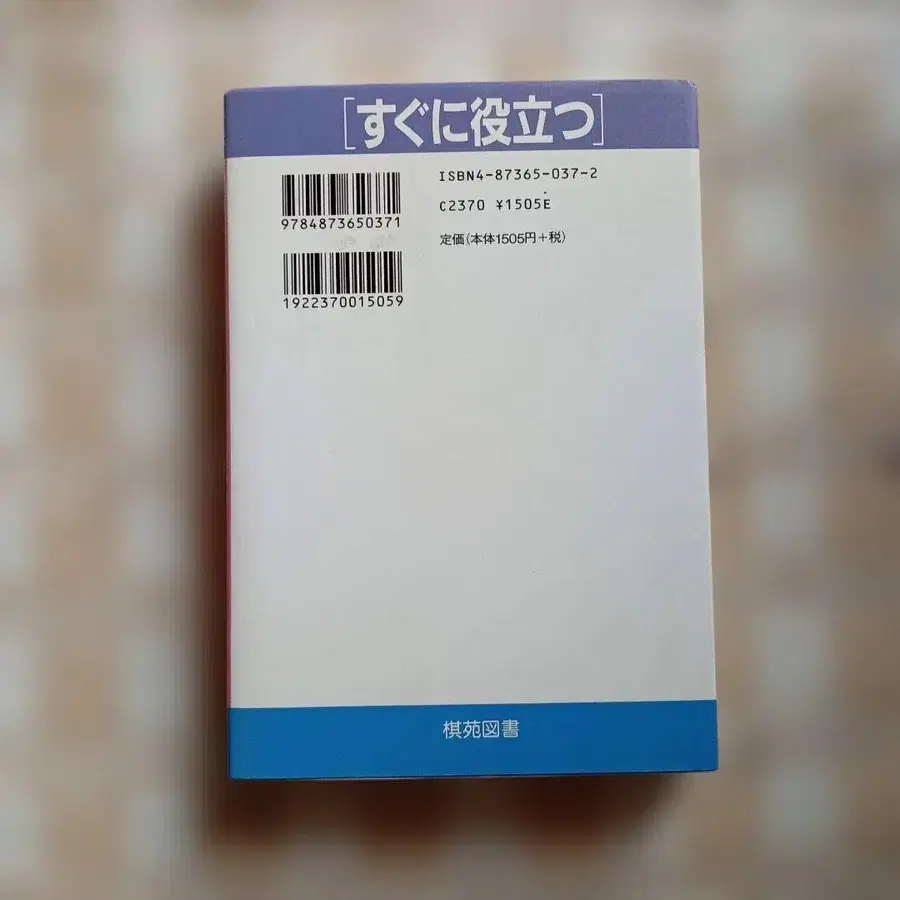 [すぐに役立つ]
ISBN4-87365-037-2
9784873650371
C2370 ¥1505E
定価(本体1505円+税)
1922370015059
棋苑図書